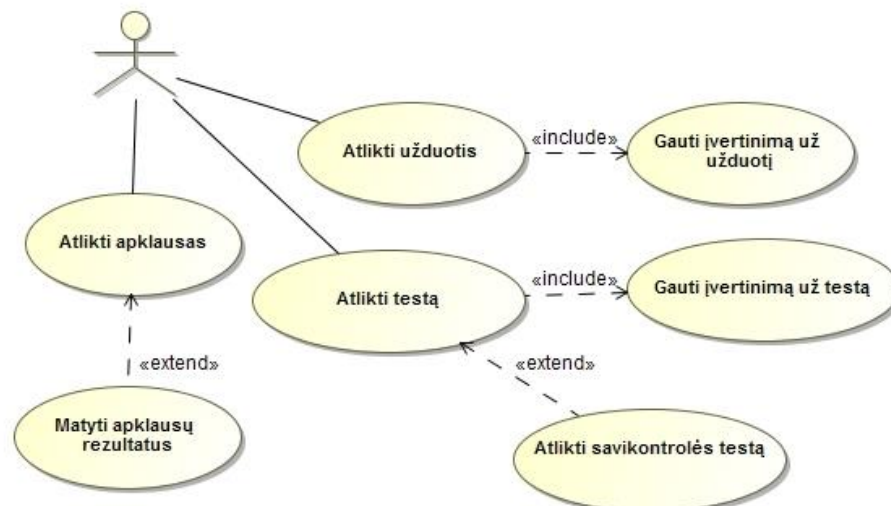 Atlikti užduotis
«include»
Gauti įvertinimą už
užduotį
Atlikti apklausas
Atlikti testą
«include»
Gauti įvertinimą už testą
«extend»
«extend»
Matyti apklausų
rezultatus
Atlikti savikontrolės testą